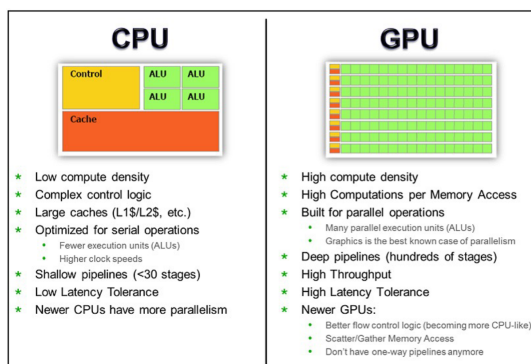 CPU
Control
ALU
ALU
ALU
ALU
Cache
* Low compute density
* Complex control logic
* Large caches (L1$/L2$, etc.)
* Optimized for serial operations
• Fewer execution units (ALUs)
• Higher clock speeds
* Shallow pipelines (<30 stages)
* Low Latency Tolerance
* Newer CPUs have more parallelism
GPU
* High compute density
* High Computations per Memory Access
* Built for parallel operations
• Many parallel execution units (ALUs)
• Graphics is the best known case of parallelism
* Deep pipelines (hundreds of stages)
* High Throughput
* High Latency Tolerance
* Newer GPUs:
• Better flow control logic (becoming more CPU-like)
• Scatter/Gather Memory Access
• Don't have one-way pipelines anymore